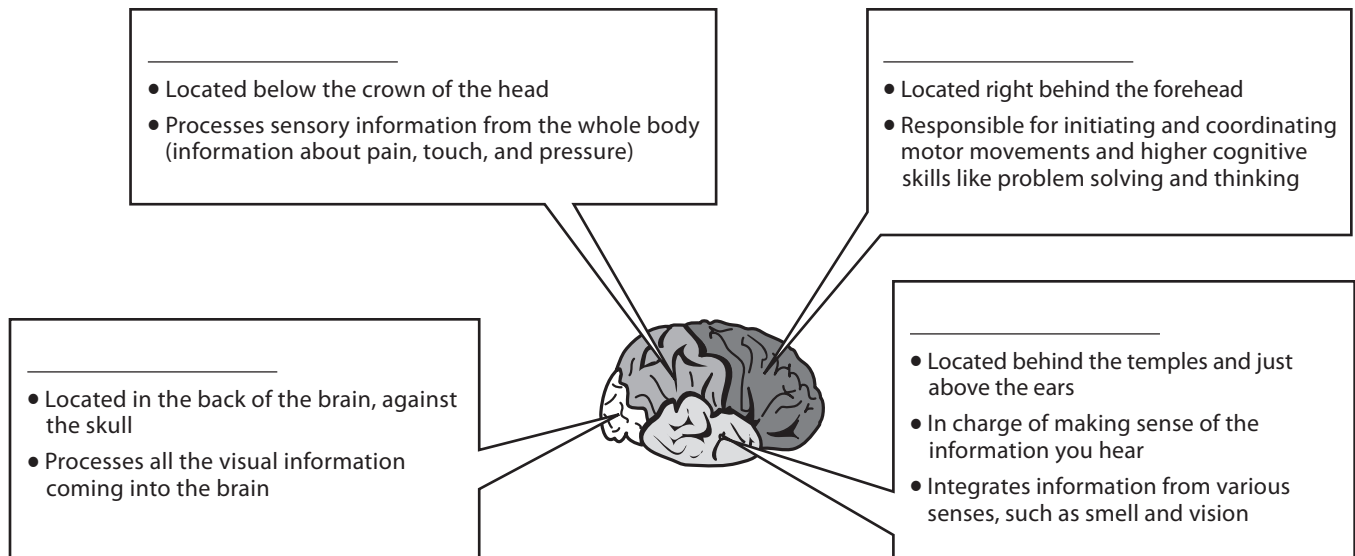 • Located below the crown of the head
• Processes sensory information from the whole body
(information about pain, touch, and pressure)
• Located right behind the forehead
• Responsible for initiating and coordinating
motor movements and higher cognitive
skills like problem solving and thinking
• Located in the back of the brain, against
the skull
• Processes all the visual information
coming into the brain
• Located behind the temples and just
above the ears
• In charge of making sense of the
information you hear
• Integrates information from various
senses, such as smell and vision